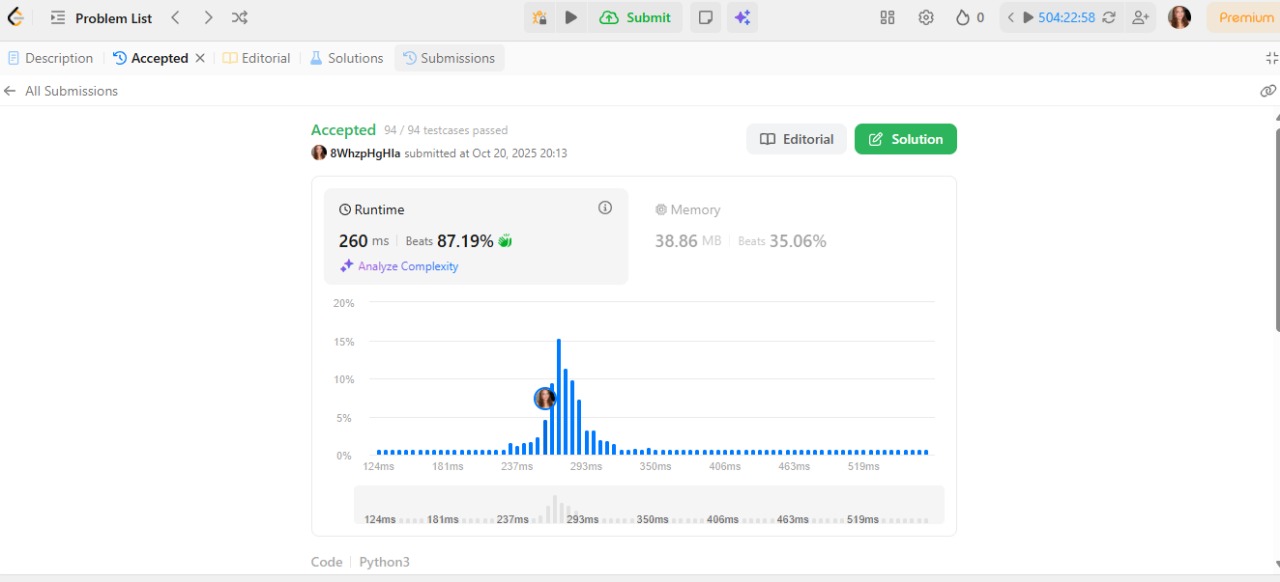 Problem List Submit 0 504:22:58 Premium
Description Accepted Editorial Solutions Submissions
All Submissions
Accepted 94 / 94 testcases passed
8WhzpHgHIa submitted at Oct 20, 2025 20:13
Editorial Solution
Runtime
260 ms Beats 87.19%
Analyze Complexity
Memory
38.86 MB Beats 35.06%
20%
15%
10%
5%
0%
124ms 181ms 237ms 293ms 350ms 406ms 463ms 519ms
124ms 181ms 237ms 293ms 350ms 406ms 463ms 519ms
Code Python3